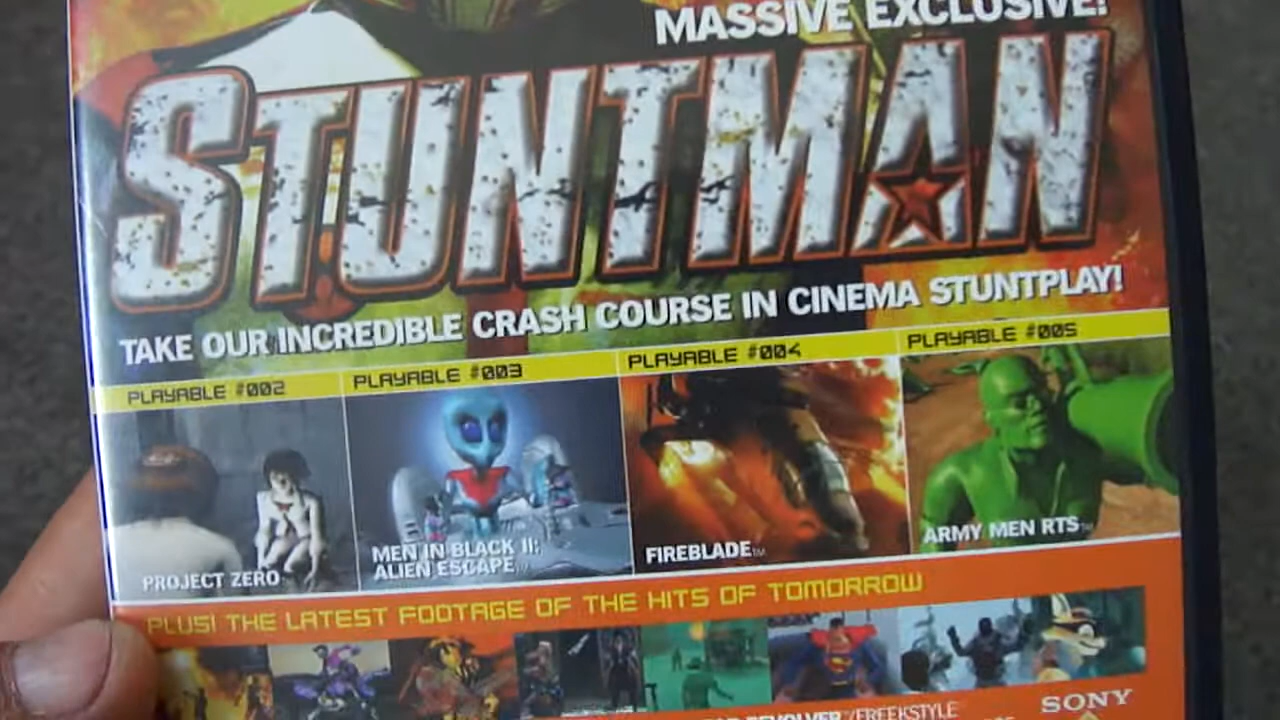 MASSIVE EXCLUSIVE!
STUNTMAN
TAKE OUR INCREDIBLE CRASH COURSE IN CINEMA STUNTPLAY!
PLAYABLE #002
PLAYABLE #003
PLAYABLE #004
PLAYABLE #005
PROJECT ZERO
MEN IN BLACK II:
ALIEN ESCAPE
FIREBLADE™
ARMY MEN RTS™
PLUS! THE LATEST FOOTAGE OF THE HITS OF TOMORROW
SONY
REVOLVER /FREEKSTYLE